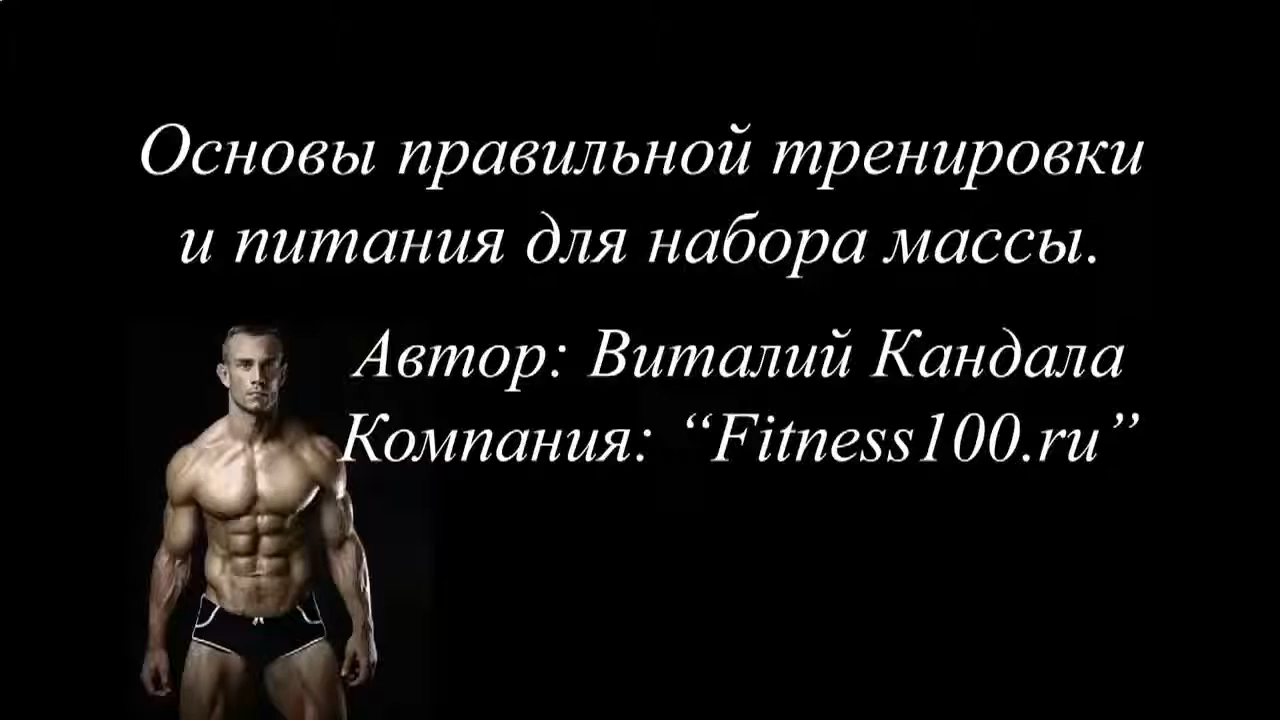 Основы правильной тренировки
и питания для набора массы.
Автор: Виталий Кандала
Компания: “Fitness100.ru”